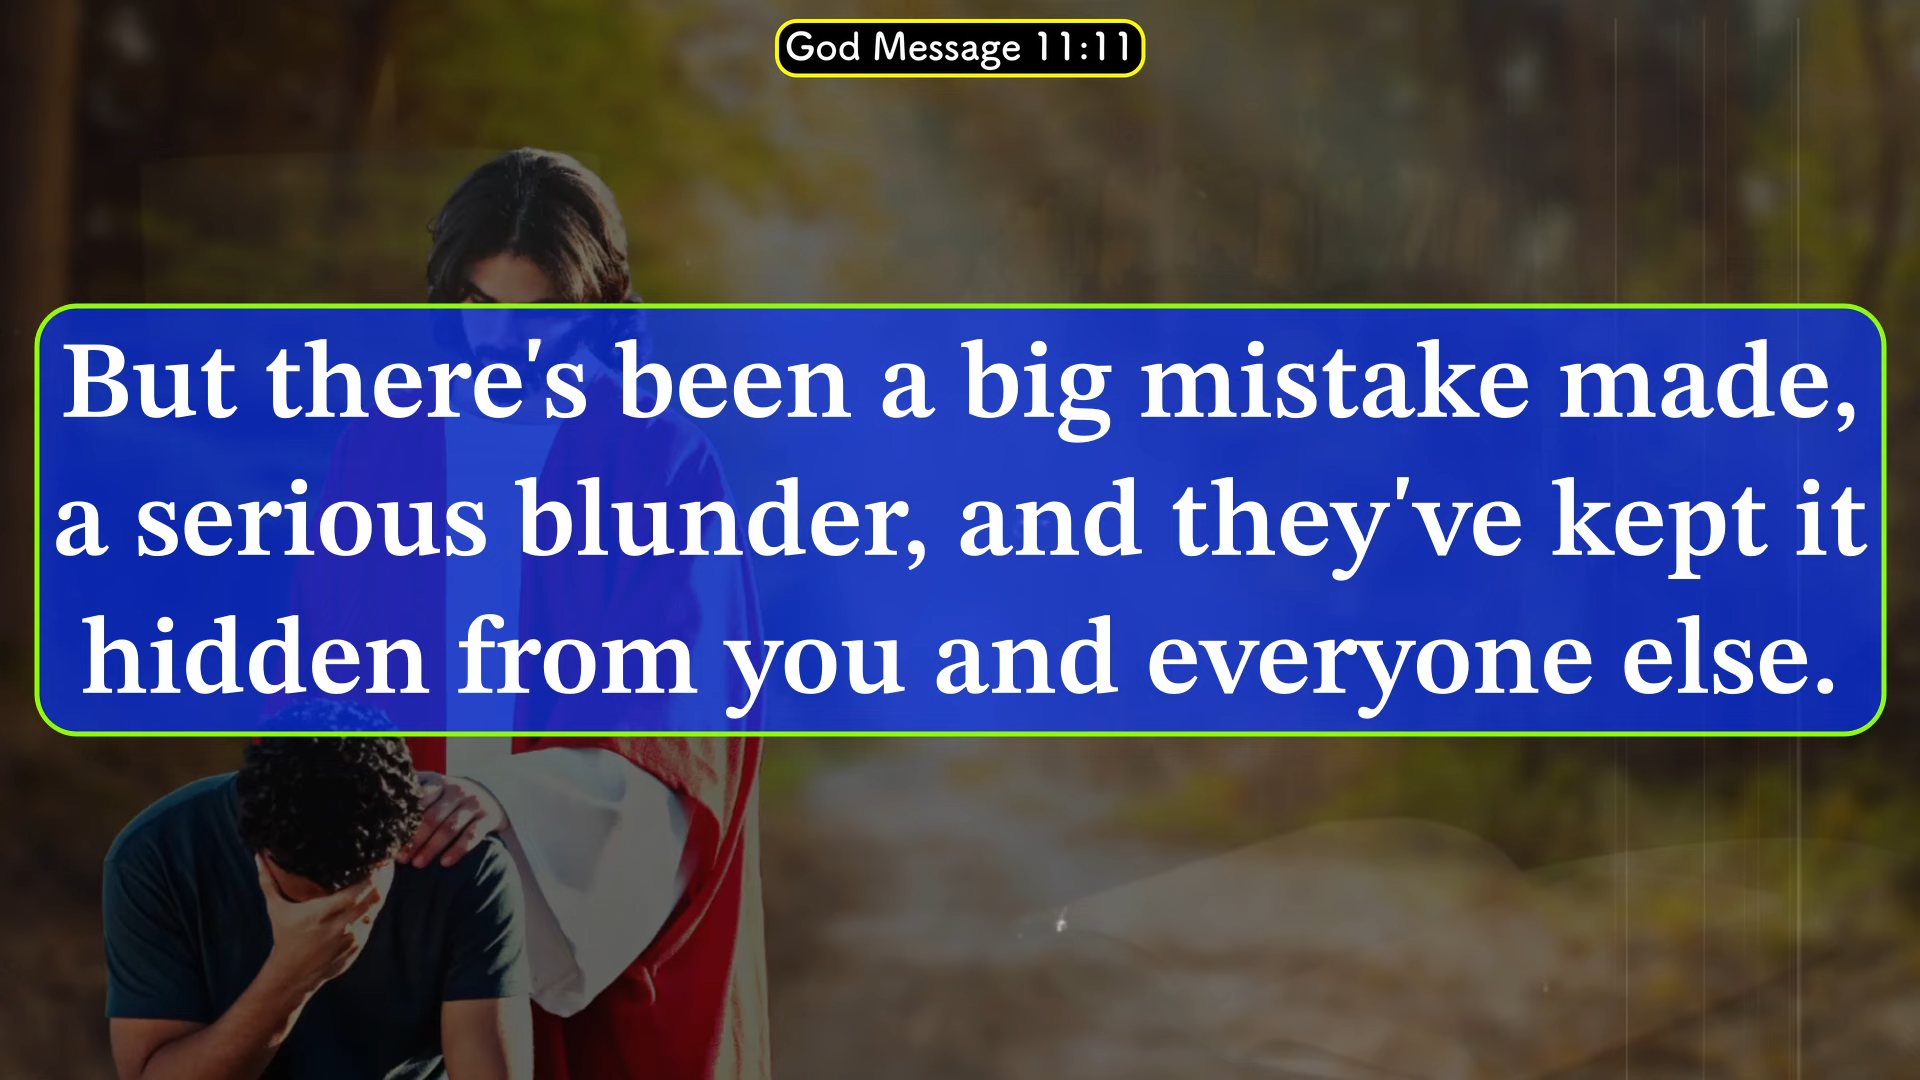 God Message 11:11
But there's been a big mistake made,
a serious blunder, and they've kept it
hidden from you and everyone else.